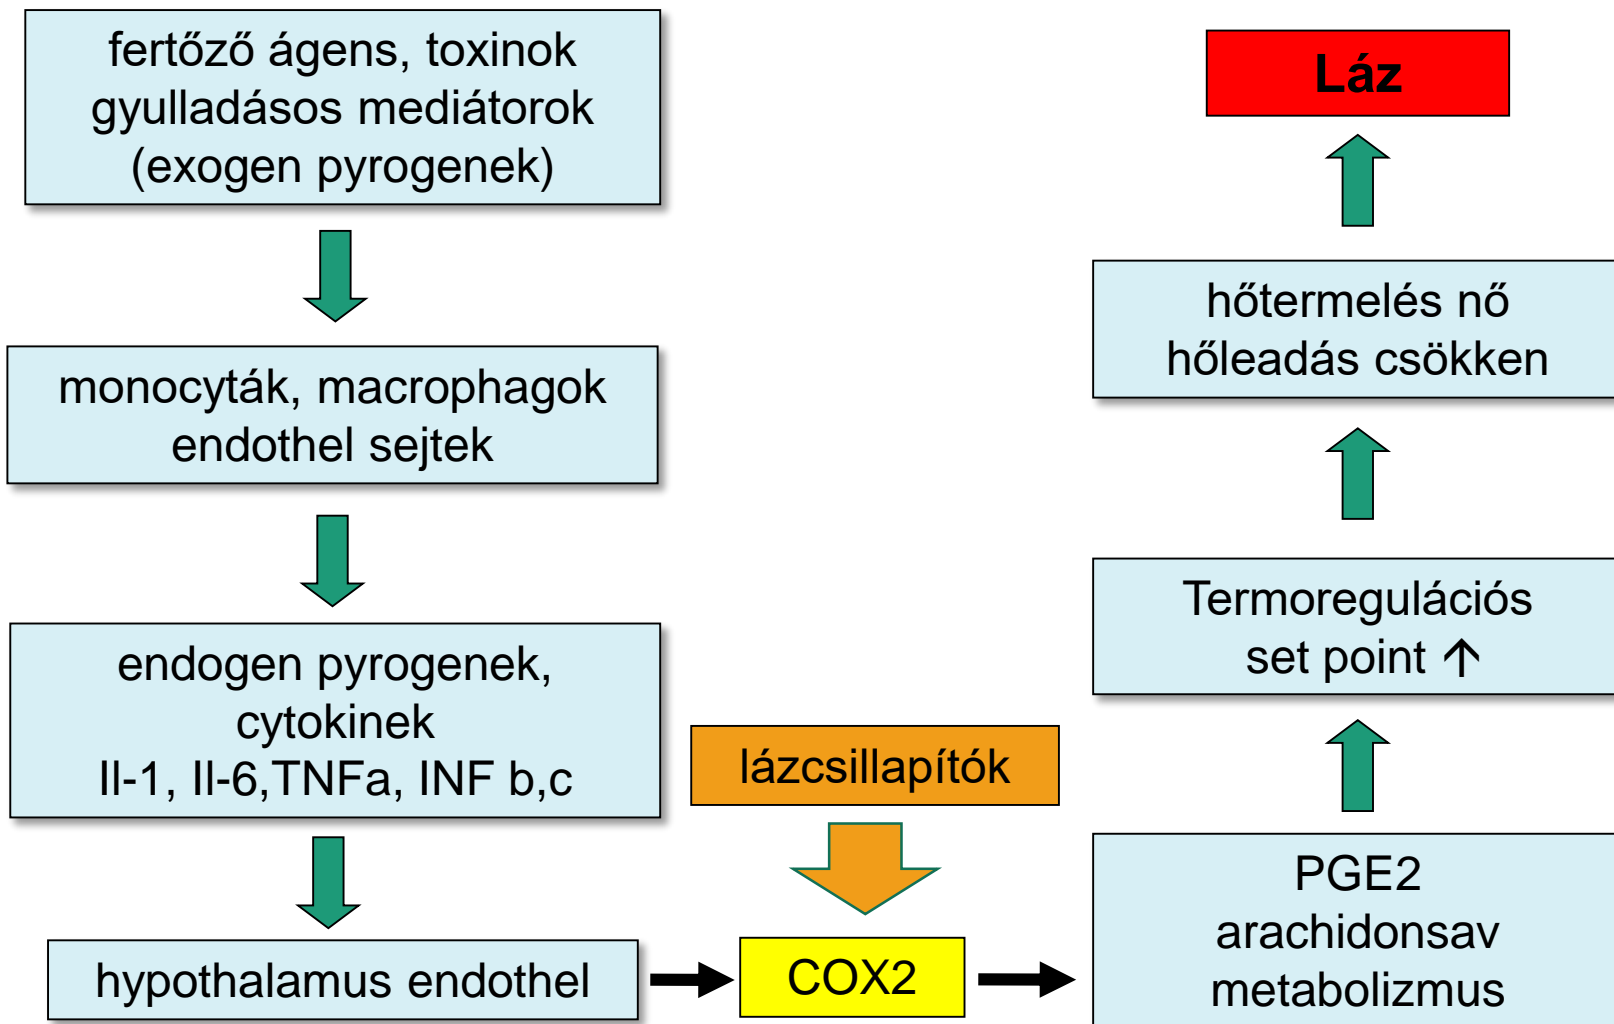 fertőző ágens, toxinok
gyulladásos mediátorok
(exogen pyrogenek)
monocyták, macrophagok
endothel sejtek
endogen pyrogenek,
cytokinek
Il-1, Il-6,TNFa, INF b,c
hypothalamus endothel
lázcsillapítók
COX2
PGE2
arachidonsav
metabolizmus
Termoregulációs
set point ↑
hőtermelés nő
hőleadás csökken
Láz